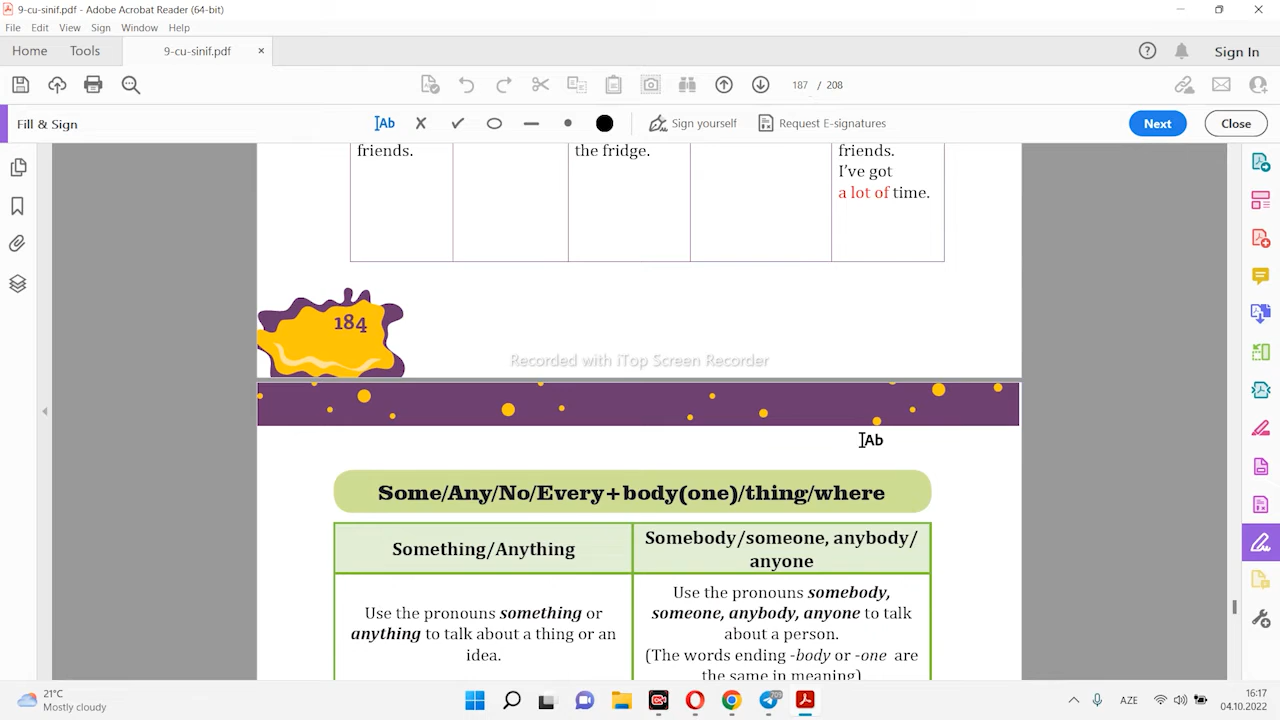 9-cu-sinif.pdf - Adobe Acrobat Reader (64-bit)
File Edit View Sign Window Help
Home Tools 9-cu-sinif.pdf × Sign In
187 / 208
Fill & Sign Ab Sign yourself Request E-signatures Next Close
friends. the fridge. friends.
I've got
a lot of time.
184
Recorded with iTop Screen Recorder
Ab
Some/Any/No/Every+body(one)/thing/where
Something/Anything
Somebody/someone, anybody/
anyone
Use the pronouns something or
anything to talk about a thing or an
idea.
Use the pronouns somebody,
someone, anybody, anyone to talk
about a person.
(The words ending -body or -one are
the same in meaning)
21°C
Mostly cloudy
709
AZE
16:17
04.10.2022